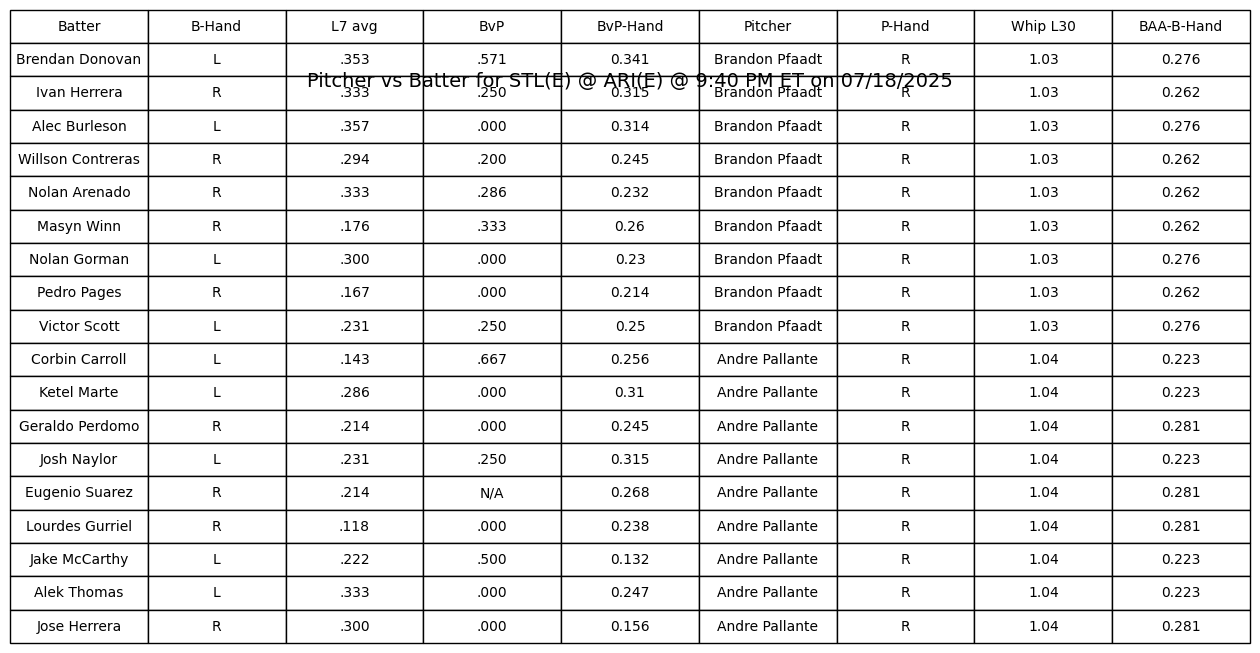 Batter B-Hand L7 avg BvP BvP-Hand Pitcher P-Hand Whip L30 BAA-B-Hand
Brendan Donovan L .353 .571 0.341 Brandon Pfaadt R 1.03 0.276
Pitcher vs Batter for STL(E) @ ARI(E) @ 9:40 PM ET on 07/18/2025
Ivan Herrera R .333 .250 0.315 Brandon Pfaadt R 1.03 0.262
Alec Burleson L .357 .000 0.314 Brandon Pfaadt R 1.03 0.276
Willson Contreras R .294 .200 0.245 Brandon Pfaadt R 1.03 0.262
Nolan Arenado R .333 .286 0.232 Brandon Pfaadt R 1.03 0.262
Masyn Winn R .176 .333 0.26 Brandon Pfaadt R 1.03 0.262
Nolan Gorman L .300 .000 0.23 Brandon Pfaadt R 1.03 0.276
Pedro Pages R .167 .000 0.214 Brandon Pfaadt R 1.03 0.262
Victor Scott L .231 .250 0.25 Brandon Pfaadt R 1.03 0.276
Corbin Carroll L .143 .667 0.256 Andre Pallante R 1.04 0.223
Ketel Marte L .286 .000 0.31 Andre Pallante R 1.04 0.223
Geraldo Perdomo R .214 .000 0.245 Andre Pallante R 1.04 0.281
Josh Naylor L .231 .250 0.315 Andre Pallante R 1.04 0.223
Eugenio Suarez R .214 N/A 0.268 Andre Pallante R 1.04 0.281
Lourdes Gurriel R .118 .000 0.238 Andre Pallante R 1.04 0.281
Jake McCarthy L .222 .500 0.132 Andre Pallante R 1.04 0.223
Alek Thomas L .333 .000 0.247 Andre Pallante R 1.04 0.223
Jose Herrera R .300 .000 0.156 Andre Pallante R 1.04 0.281